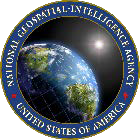 NATIONAL GEOSPATIAL-INTELLIGENCE AGENCY
UNITED STATES OF AMERICA